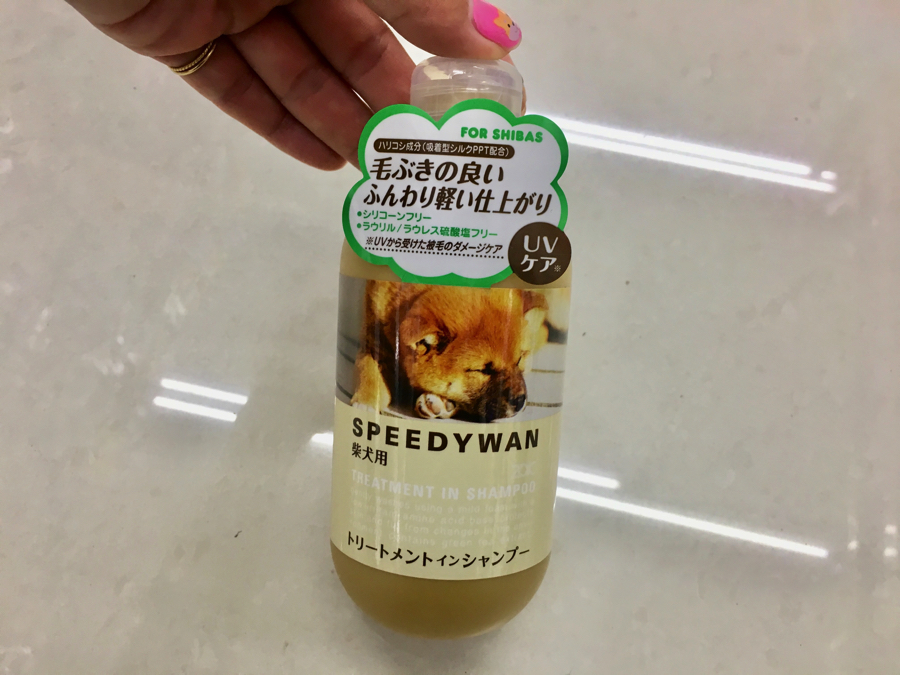 FOR SHIBAS
ハリコシ成分(吸着型シルクPPT配合)
毛ぶきの良い
ふんわり軽い仕上がり
•シリコーンフリー
•ラウリル/ラウレス硫酸塩フリー
※UVから受けた被毛のダメージケア
UV
ケア※
SPEEDYWAN
柴犬用
TREATMENT IN SHAMPOO
using a mild
amino acid
from
トリートメントインシャンプー